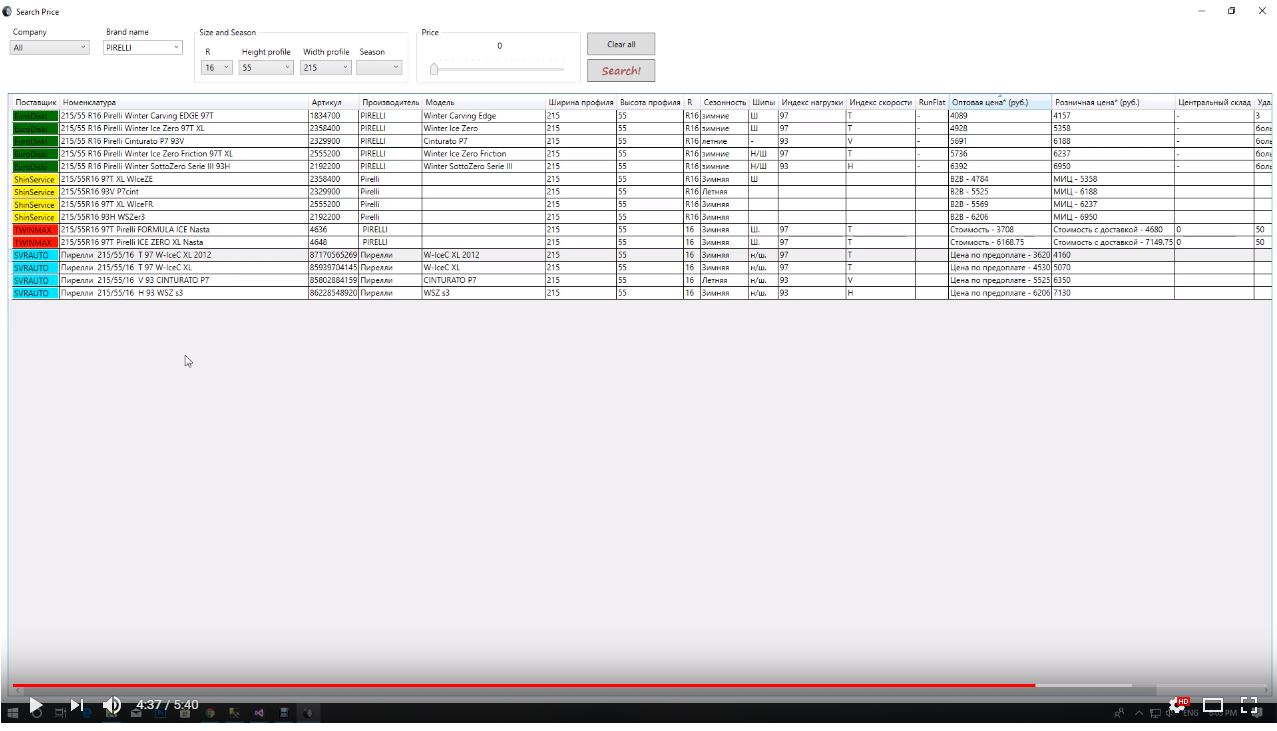 Search Price
Company Brand name Size and Season Price
R Height profile Width profile Season 0 Clear all
All PIRELLI 16 55 215 Search!
Поставщик Номенклатура Артикул Производитель Модель Ширина профиля Высота профиля R Сезонность Шипы Индекс нагрузки Индекс скорости RunFlat Оптовая цена* (руб.) Розничная цена* (руб.) Центральный склад Уда.
EuroDiski 215/55 R16 Pirelli Winter Carving EDGE 97T 1834700 PIRELLI Winter Carving Edge 215 55 R16 зимние Ш 97 T - 4089 4157 - 3
EuroDiski 215/55 R16 Pirelli Winter Ice Zero 97T XL 2358400 PIRELLI Winter Ice Zero 215 55 R16 зимние Ш 97 T - 4928 5358 - боль
EuroDiski 215/55 R16 Pirelli Cinturato P7 93V 2329900 PIRELLI Cinturato P7 215 55 R16 летние - 93 V - 5691 6188 - боль
EuroDiski 215/55 R16 Pirelli Winter Ice Zero Friction 97T XL 2555200 PIRELLI Winter Ice Zero Friction 215 55 R16 зимние Н/Ш 97 T - 5736 6237 - боль
EuroDiski 215/55 R16 Pirelli Winter SottoZero Serie III 93H 2192200 PIRELLI Winter SottoZero Serie III 215 55 R16 зимние Н/Ш 93 H - 6392 6950 - боль
ShinService 215/55R16 97T XL WIceZE 2358400 Pirelli 215 55 R16 Зимняя Ш B2B - 4784 МИЦ - 5358
ShinService 215/55R16 93V P7cint 2329900 Pirelli 215 55 R16 Летняя B2B - 5525 МИЦ - 6188
ShinService 215/55R16 97T XL WIceFR 2555200 Pirelli 215 55 R16 Зимняя B2B - 5569 МИЦ - 6237
ShinService 215/55R16 93H WSZer3 2192200 Pirelli 215 55 R16 Зимняя B2B - 6206 МИЦ - 6950
TWINMAX 215/55R16 97T Pirelli FORMULA ICE Nasta 4636 PIRELLI 215 55 16 Зимняя Ш. 97 T Стоимость - 3708 Стоимость с доставкой - 4680 0 50
TWINMAX 215/55R16 97T Pirelli ICE ZERO XL Nasta 4648 PIRELLI 215 55 16 Зимняя Ш. 97 T Стоимость - 6168.75 Стоимость с доставкой - 7149.75 0 50
SVRAUTO Пирелли 215/55/16 T 97 W-IceC XL 2012 87170565269 Пирелли W-IceC XL 2012 215 55 16 Зимняя н/ш. 97 T Цена по предоплате - 3620 4160
SVRAUTO Пирелли 215/55/16 T 97 W-IceC XL 85939704145 Пирелли W-IceC XL 215 55 16 Зимняя н/ш. 97 T Цена по предоплате - 4530 5070
SVRAUTO Пирелли 215/55/16 V 93 CINTURATO P7 85802884159 Пирелли CINTURATO P7 215 55 16 Летняя н/ш. 93 V Цена по предоплате - 5525 6350
SVRAUTO Пирелли 215/55/16 H 93 WSZ s3 86228548920 Пирелли WSZ s3 215 55 16 Зимняя н/ш. 93 H Цена по предоплате - 6206 7130
4:37 / 5:40 HD
ENG PM